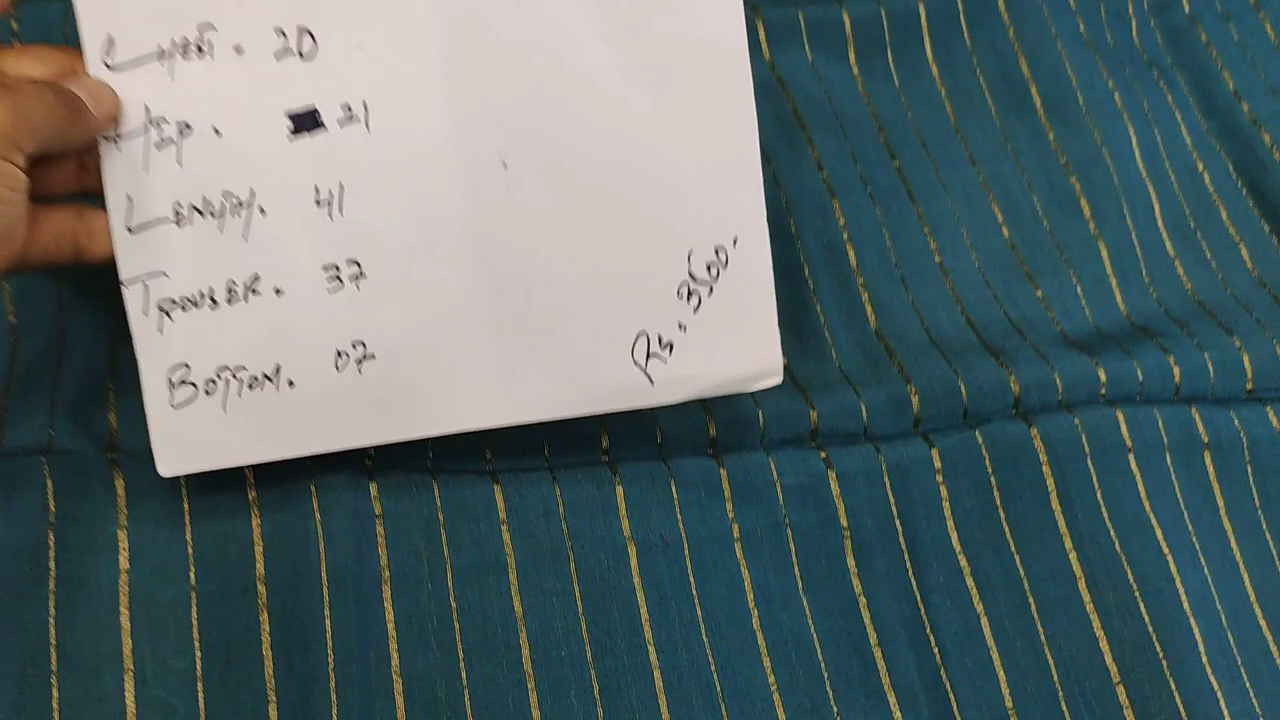 CHEST. 20
HIP. 21
LENGTH. 41
TROUSER. 37
BOTTOM. 07
Rs. 3500.